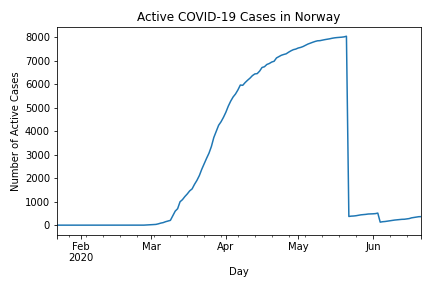 Active COVID-19 Cases in Norway
Number of Active Cases
8000
7000
6000
5000
4000
3000
2000
1000
0
Feb
2020
Mar
Apr
May
Jun
Day